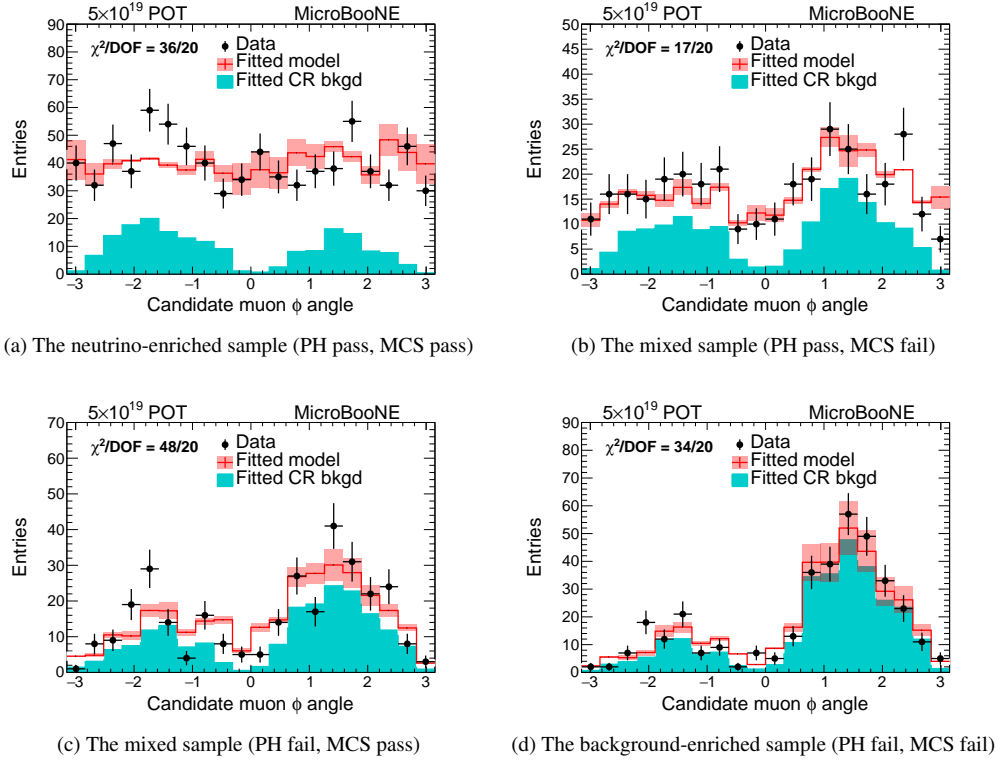 5×10¹⁹ POT MicroBooNE
χ²/DOF = 36/20
Data
Fitted model
Fitted CR bkgd
Entries
90
80
70
60
50
40
30
20
10
0
−3 −2 −1 0 1 2 3
Candidate muon ϕ angle
(a) The neutrino-enriched sample (PH pass, MCS pass)
5×10¹⁹ POT MicroBooNE
χ²/DOF = 17/20
Data
Fitted model
Fitted CR bkgd
Entries
50
45
40
35
30
25
20
15
10
5
0
−3 −2 −1 0 1 2 3
Candidate muon ϕ angle
(b) The mixed sample (PH pass, MCS fail)
5×10¹⁹ POT MicroBooNE
χ²/DOF = 48/20
Data
Fitted model
Fitted CR bkgd
Entries
70
60
50
40
30
20
10
0
−3 −2 −1 0 1 2 3
Candidate muon ϕ angle
(c) The mixed sample (PH fail, MCS pass)
5×10¹⁹ POT MicroBooNE
χ²/DOF = 34/20
Data
Fitted model
Fitted CR bkgd
Entries
90
80
70
60
50
40
30
20
10
0
−3 −2 −1 0 1 2 3
Candidate muon ϕ angle
(d) The background-enriched sample (PH fail, MCS fail)